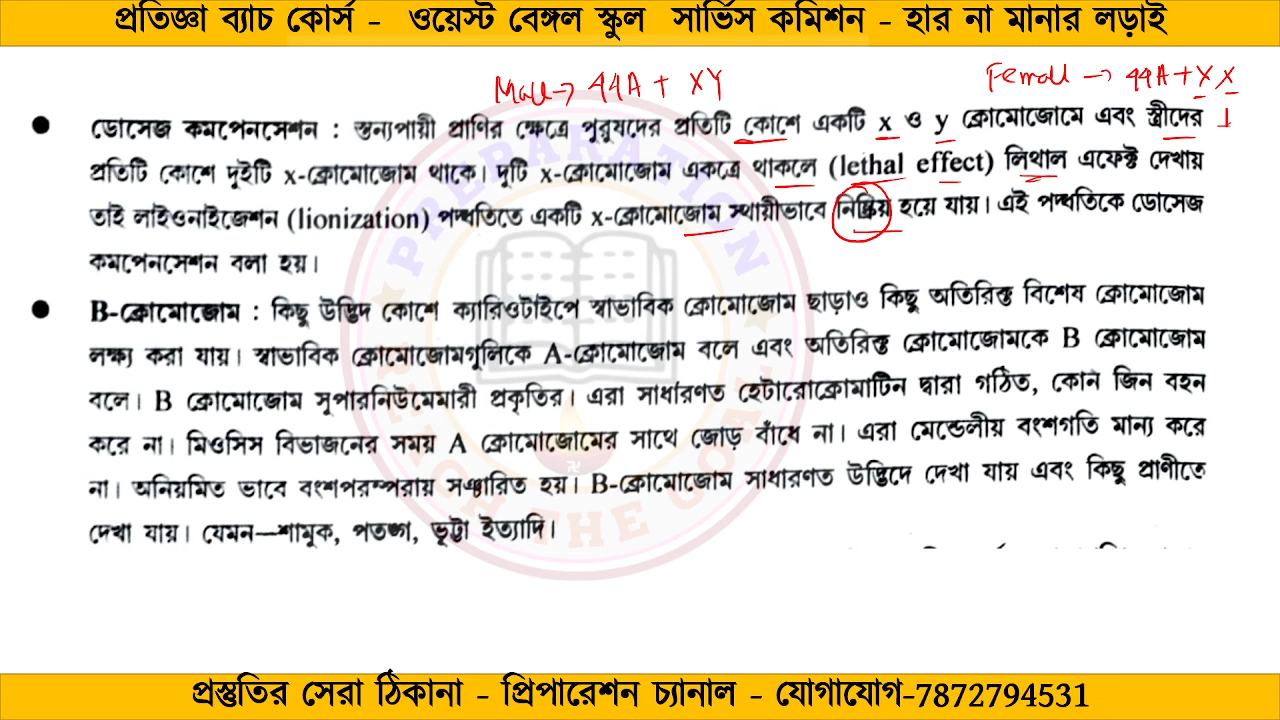 প্রতিজ্ঞা ব্যাচ কোর্স - ওয়েস্ট বেঙ্গল স্কুল সার্ভিস কমিশন - হার না মানার লড়াই
Male → 44A + XY
Female → 44A + X X
● ডোসেজ কমপেনসেশন : স্তন্যপায়ী প্রাণির ক্ষেত্রে পুরুষদের প্রতিটি কোশে একটি x ও y ক্রোমোজোমে এবং স্ত্রীদের
প্রতিটি কোশে দুইটি x-ক্রোমোজোম থাকে। দুটি x-ক্রোমোজোম একত্রে থাকলে (lethal effect) লিথাল এফেক্ট দেখায়
তাই লাইওনাইজেশন (lionization) পদ্ধতিতে একটি x-ক্রোমোজোম স্থায়ীভাবে নিষ্ক্রিয় হয়ে যায়। এই পদ্ধতিকে ডোসেজ
কমপেনসেশন বলা হয়।
● B-ক্রোমোজোম : কিছু উদ্ভিদ কোশে ক্যারিওটাইপে স্বাভাবিক ক্রোমোজোম ছাড়াও কিছু অতিরিক্ত বিশেষ ক্রোমোজোম
লক্ষ্য করা যায়। স্বাভাবিক ক্রোমোজোমগুলিকে A-ক্রোমোজোম বলে এবং অতিরিক্ত ক্রোমোজোমকে B ক্রোমোজোম
বলে। B ক্রোমোজোম সুপারনিউমেমারী প্রকৃতির। এরা সাধারণত হেটারোক্রোমাটিন দ্বারা গঠিত, কোন জিন বহন
করে না। মিওসিস বিভাজনের সময় A ক্রোমোজোমের সাথে জোড় বাঁধে না। এরা মেন্ডেলীয় বংশগতি মান্য করে
না। অনিয়মিত ভাবে বংশপরম্পরায় সঞ্চারিত হয়। B-ক্রোমোজোম সাধারণত উদ্ভিদে দেখা যায় এবং কিছু প্রাণীতে
দেখা যায়। যেমন—শামুক, পতঙ্গ, ভূট্টা ইত্যাদি।
প্রস্তুতির সেরা ঠিকানা - প্রিপারেশন চ্যানাল - যোগাযোগ-7872794531